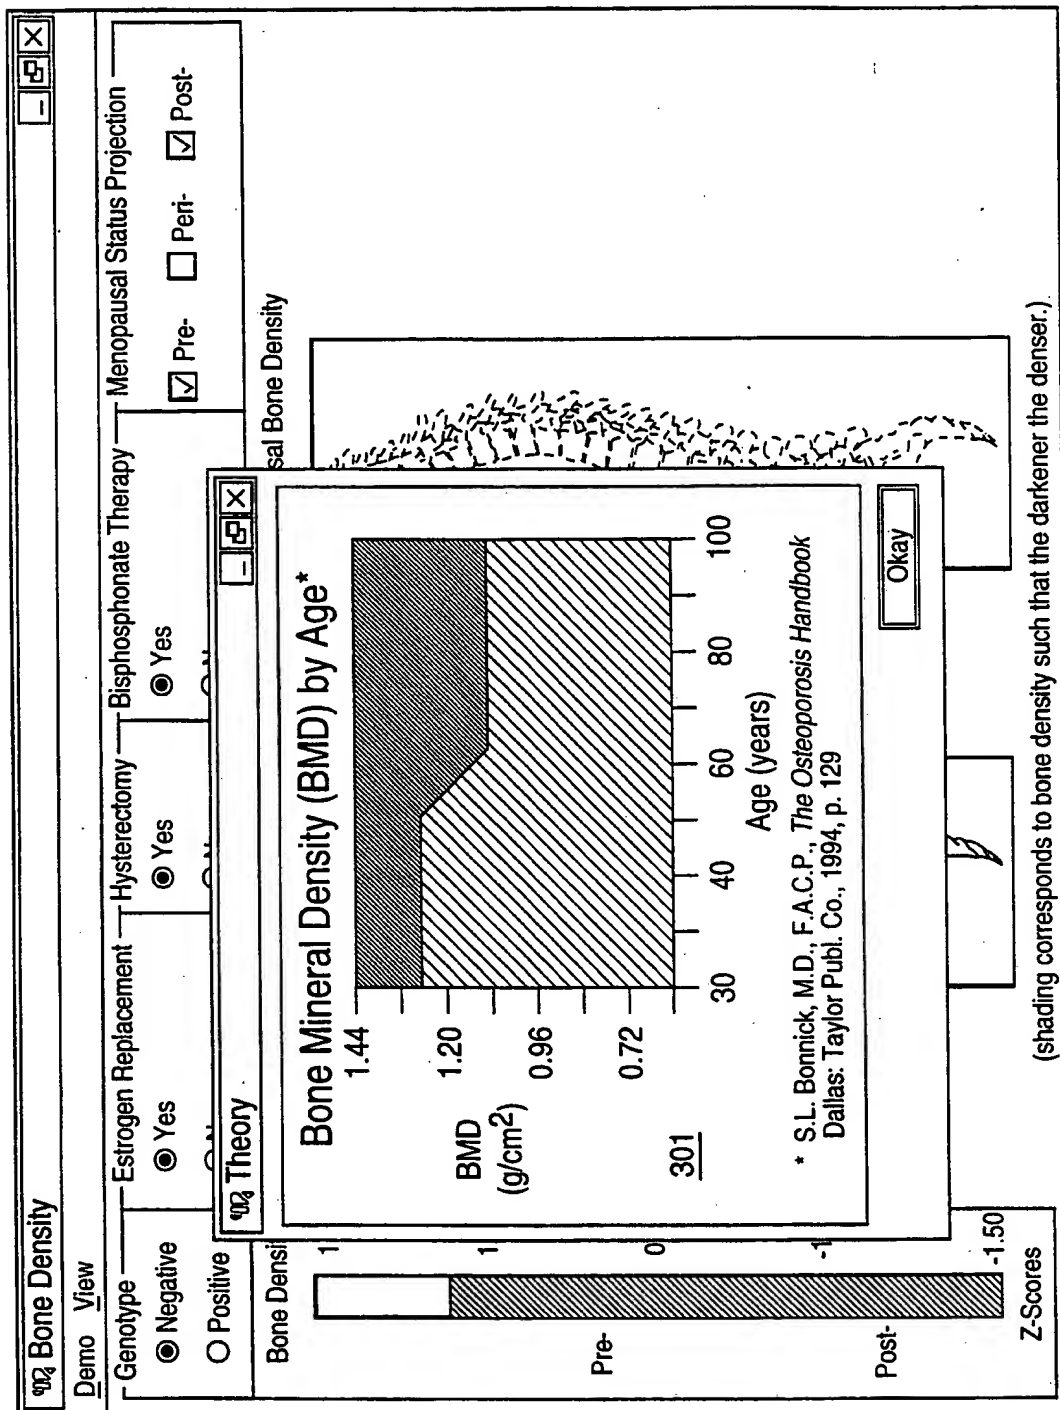 Bone Density
Demo View
Genotype
Negative
Positive
Estrogen Replacement
Yes
Hysterectomy
Yes
Bisphosphonate Therapy
Yes
Menopausal Status Projection
Pre- Peri- Post-
Bone Densi
sal Bone Density
1
1
0
-1
-1.50
Pre-
Post-
Z-Scores
Theory
Bone Mineral Density (BMD) by Age*
BMD
(g/cm²)
1.44
1.20
0.96
0.72
30 40 60 80 100
Age (years)
301
* S.L. Bonnick, M.D., F.A.C.P., The Osteoporosis Handbook
Dallas: Taylor Publ. Co., 1994, p. 129
Okay
(shading corresponds to bone density such that the darkener the denser.)